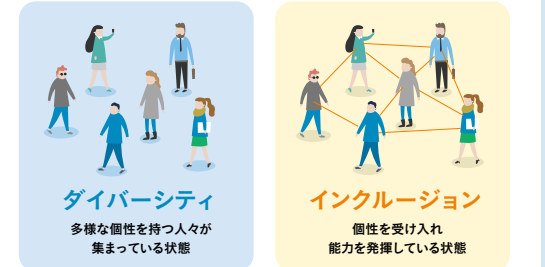 ダイバーシティ
多様な個性を持つ人々が
集まっている状態
インクルージョン
個性を受け入れ
能力を発揮している状態